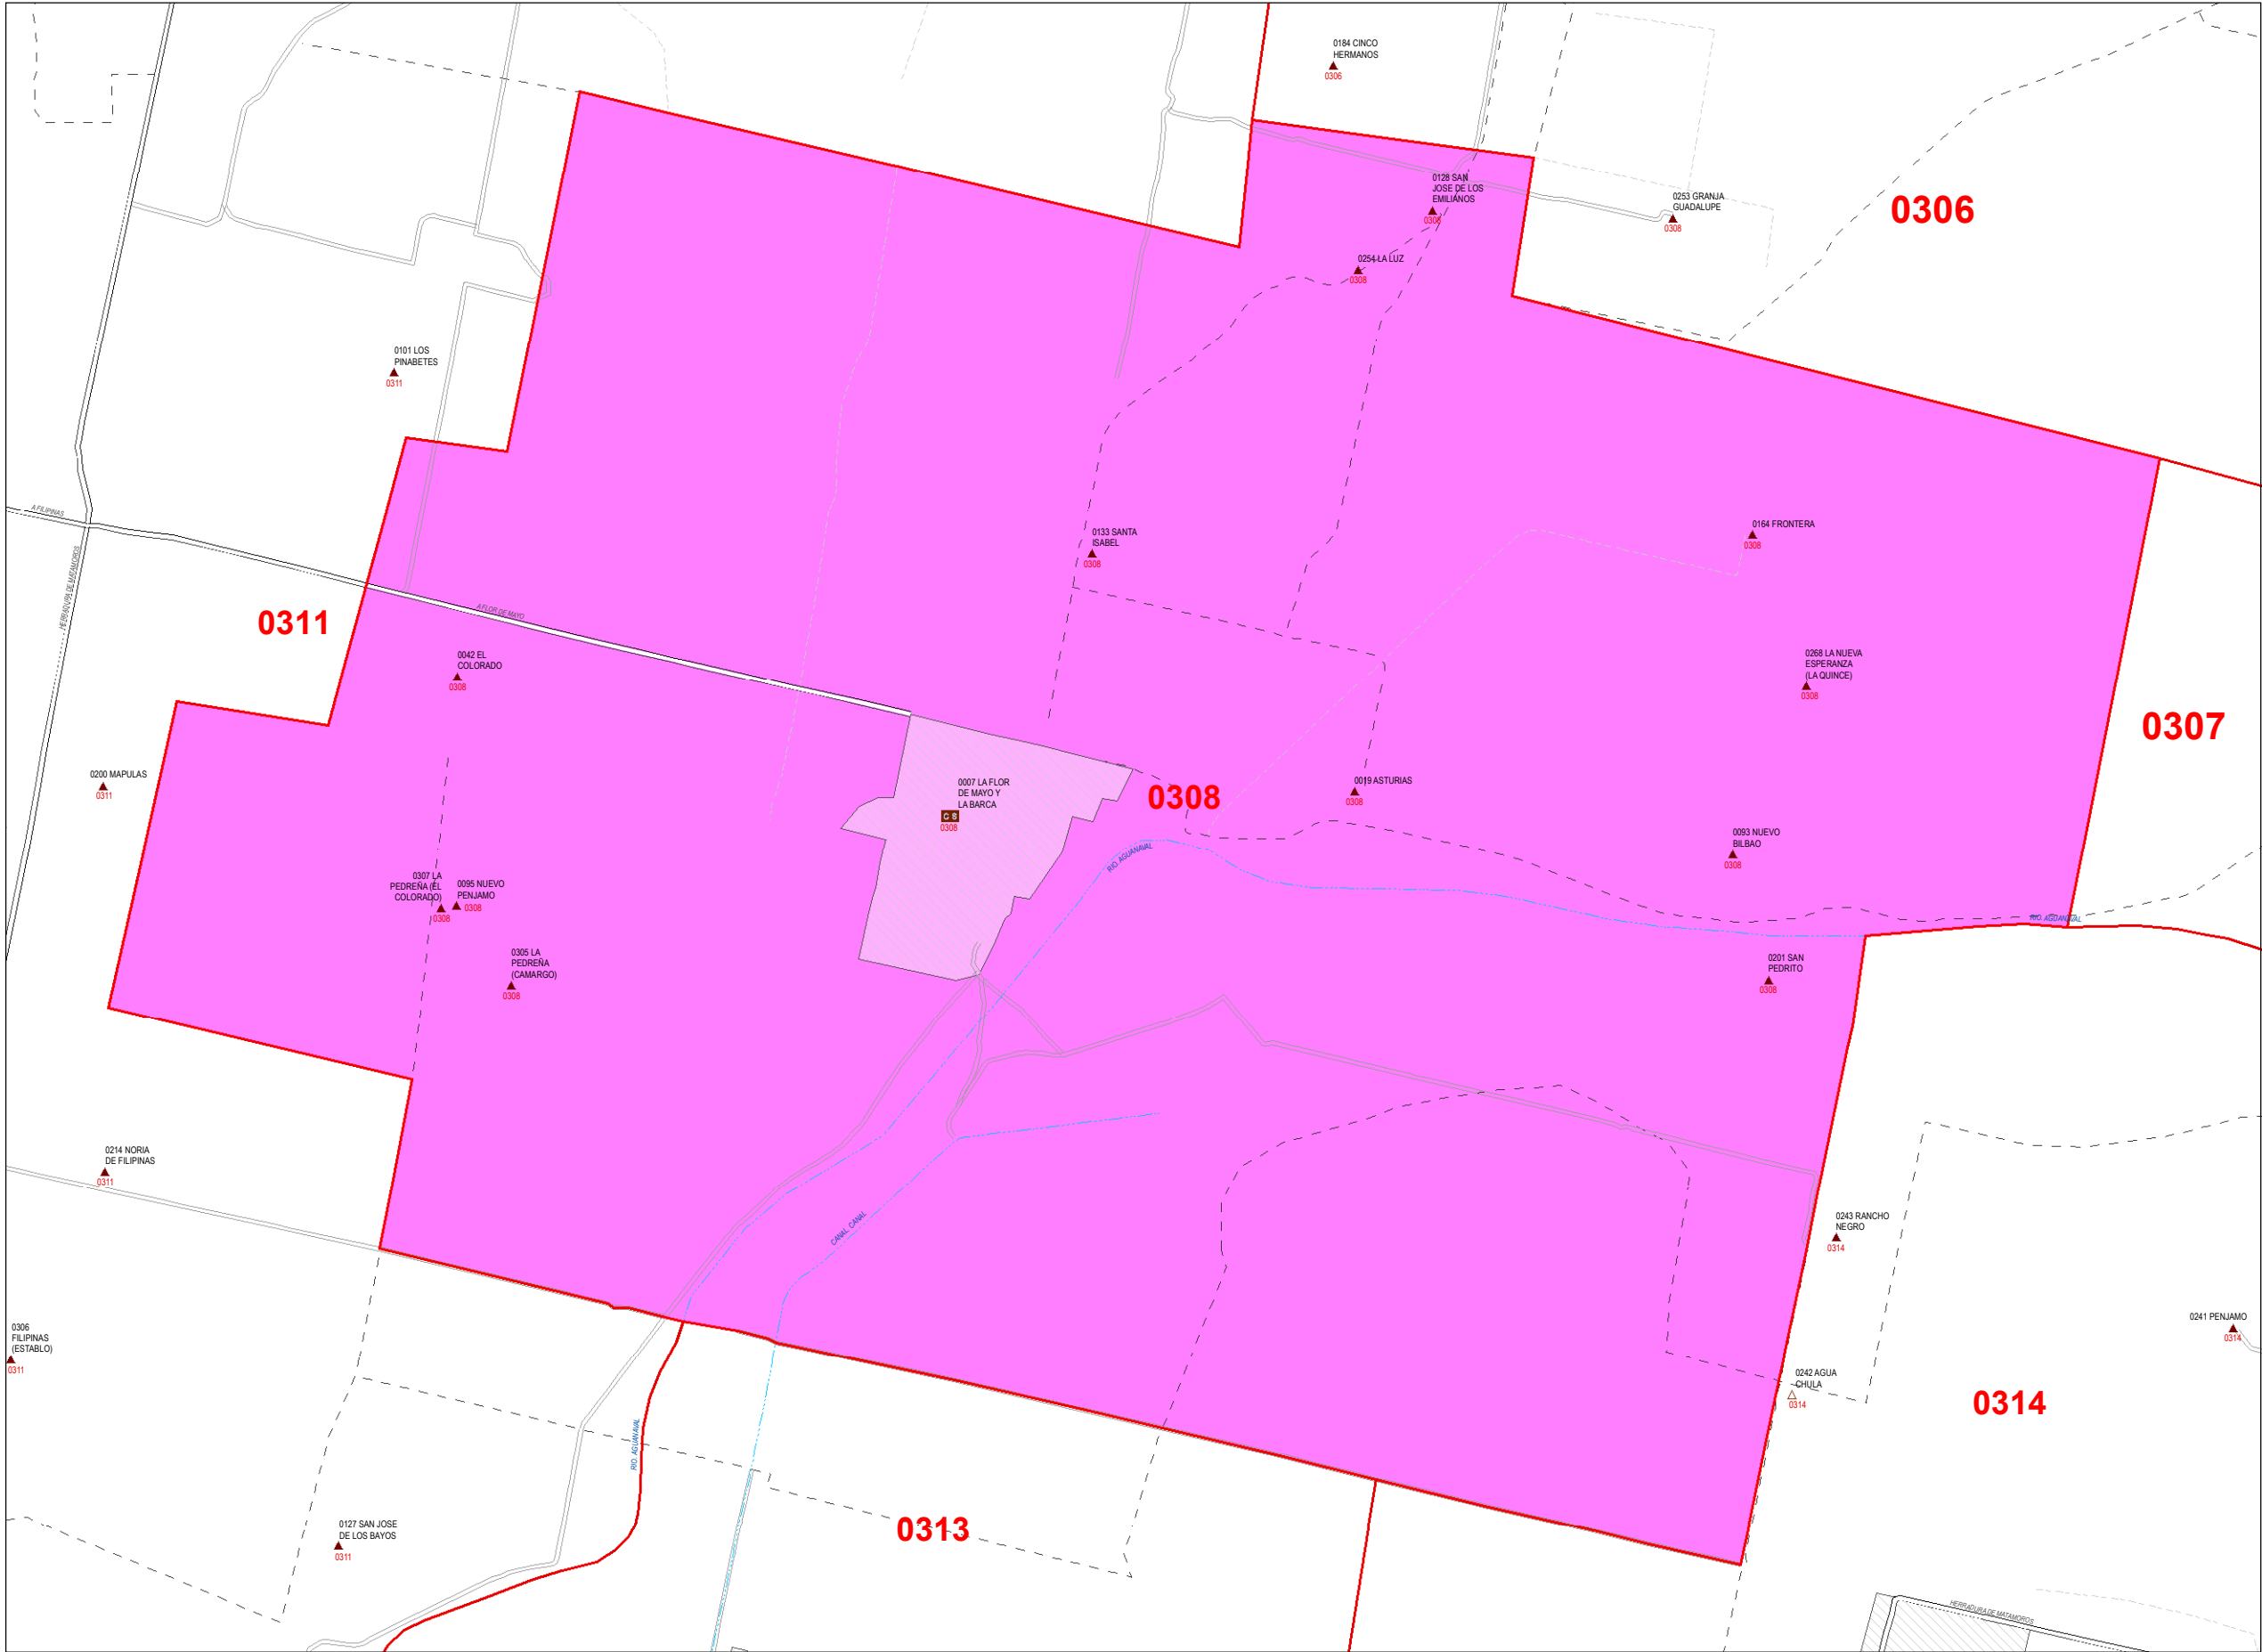 0184 CINCO
HERMANOS
0306
0128 SAN
JOSE DE LOS
EMILIANOS
0308
0253 GRANJA
GUADALUPE
0308
0306
0254 LA LUZ
0308
0101 LOS
PINABETES
0311
A FILIPINAS
HERRADURA DE MATAMOROS
0133 SANTA
ISABEL
0308
0164 FRONTERA
0308
0311
A FLOR DE MAYO
0042 EL
COLORADO
0308
0268 LA NUEVA
ESPERANZA
(LA QUINCE)
0308
0307
0200 MAPULAS
0311
0007 LA FLOR
DE MAYO Y
LA BARCA
C S
0308
0308
0019 ASTURIAS
0308
0093 NUEVO
BILBAO
0308
RIO. AGUANAVAL
0307 LA
PEDREÑA (EL
COLORADO)
0308
0095 NUEVO
PENJAMO
0308
RIO. AGUANAVAL
0305 LA
PEDREÑA
(CAMARGO)
0308
0201 SAN
PEDRITO
0308
0214 NORIA
DE FILIPINAS
0311
CANAL. CANAL
0243 RANCHO
NEGRO
0314
0306
FILIPINAS
(ESTABLO)
0311
0241 PENJAMO
0314
0242 AGUA
CHULA
0314
0314
RIO. AGUANAVAL
0127 SAN JOSE
DE LOS BAYOS
0311
0313
HERRADURA DE MATAMOROS